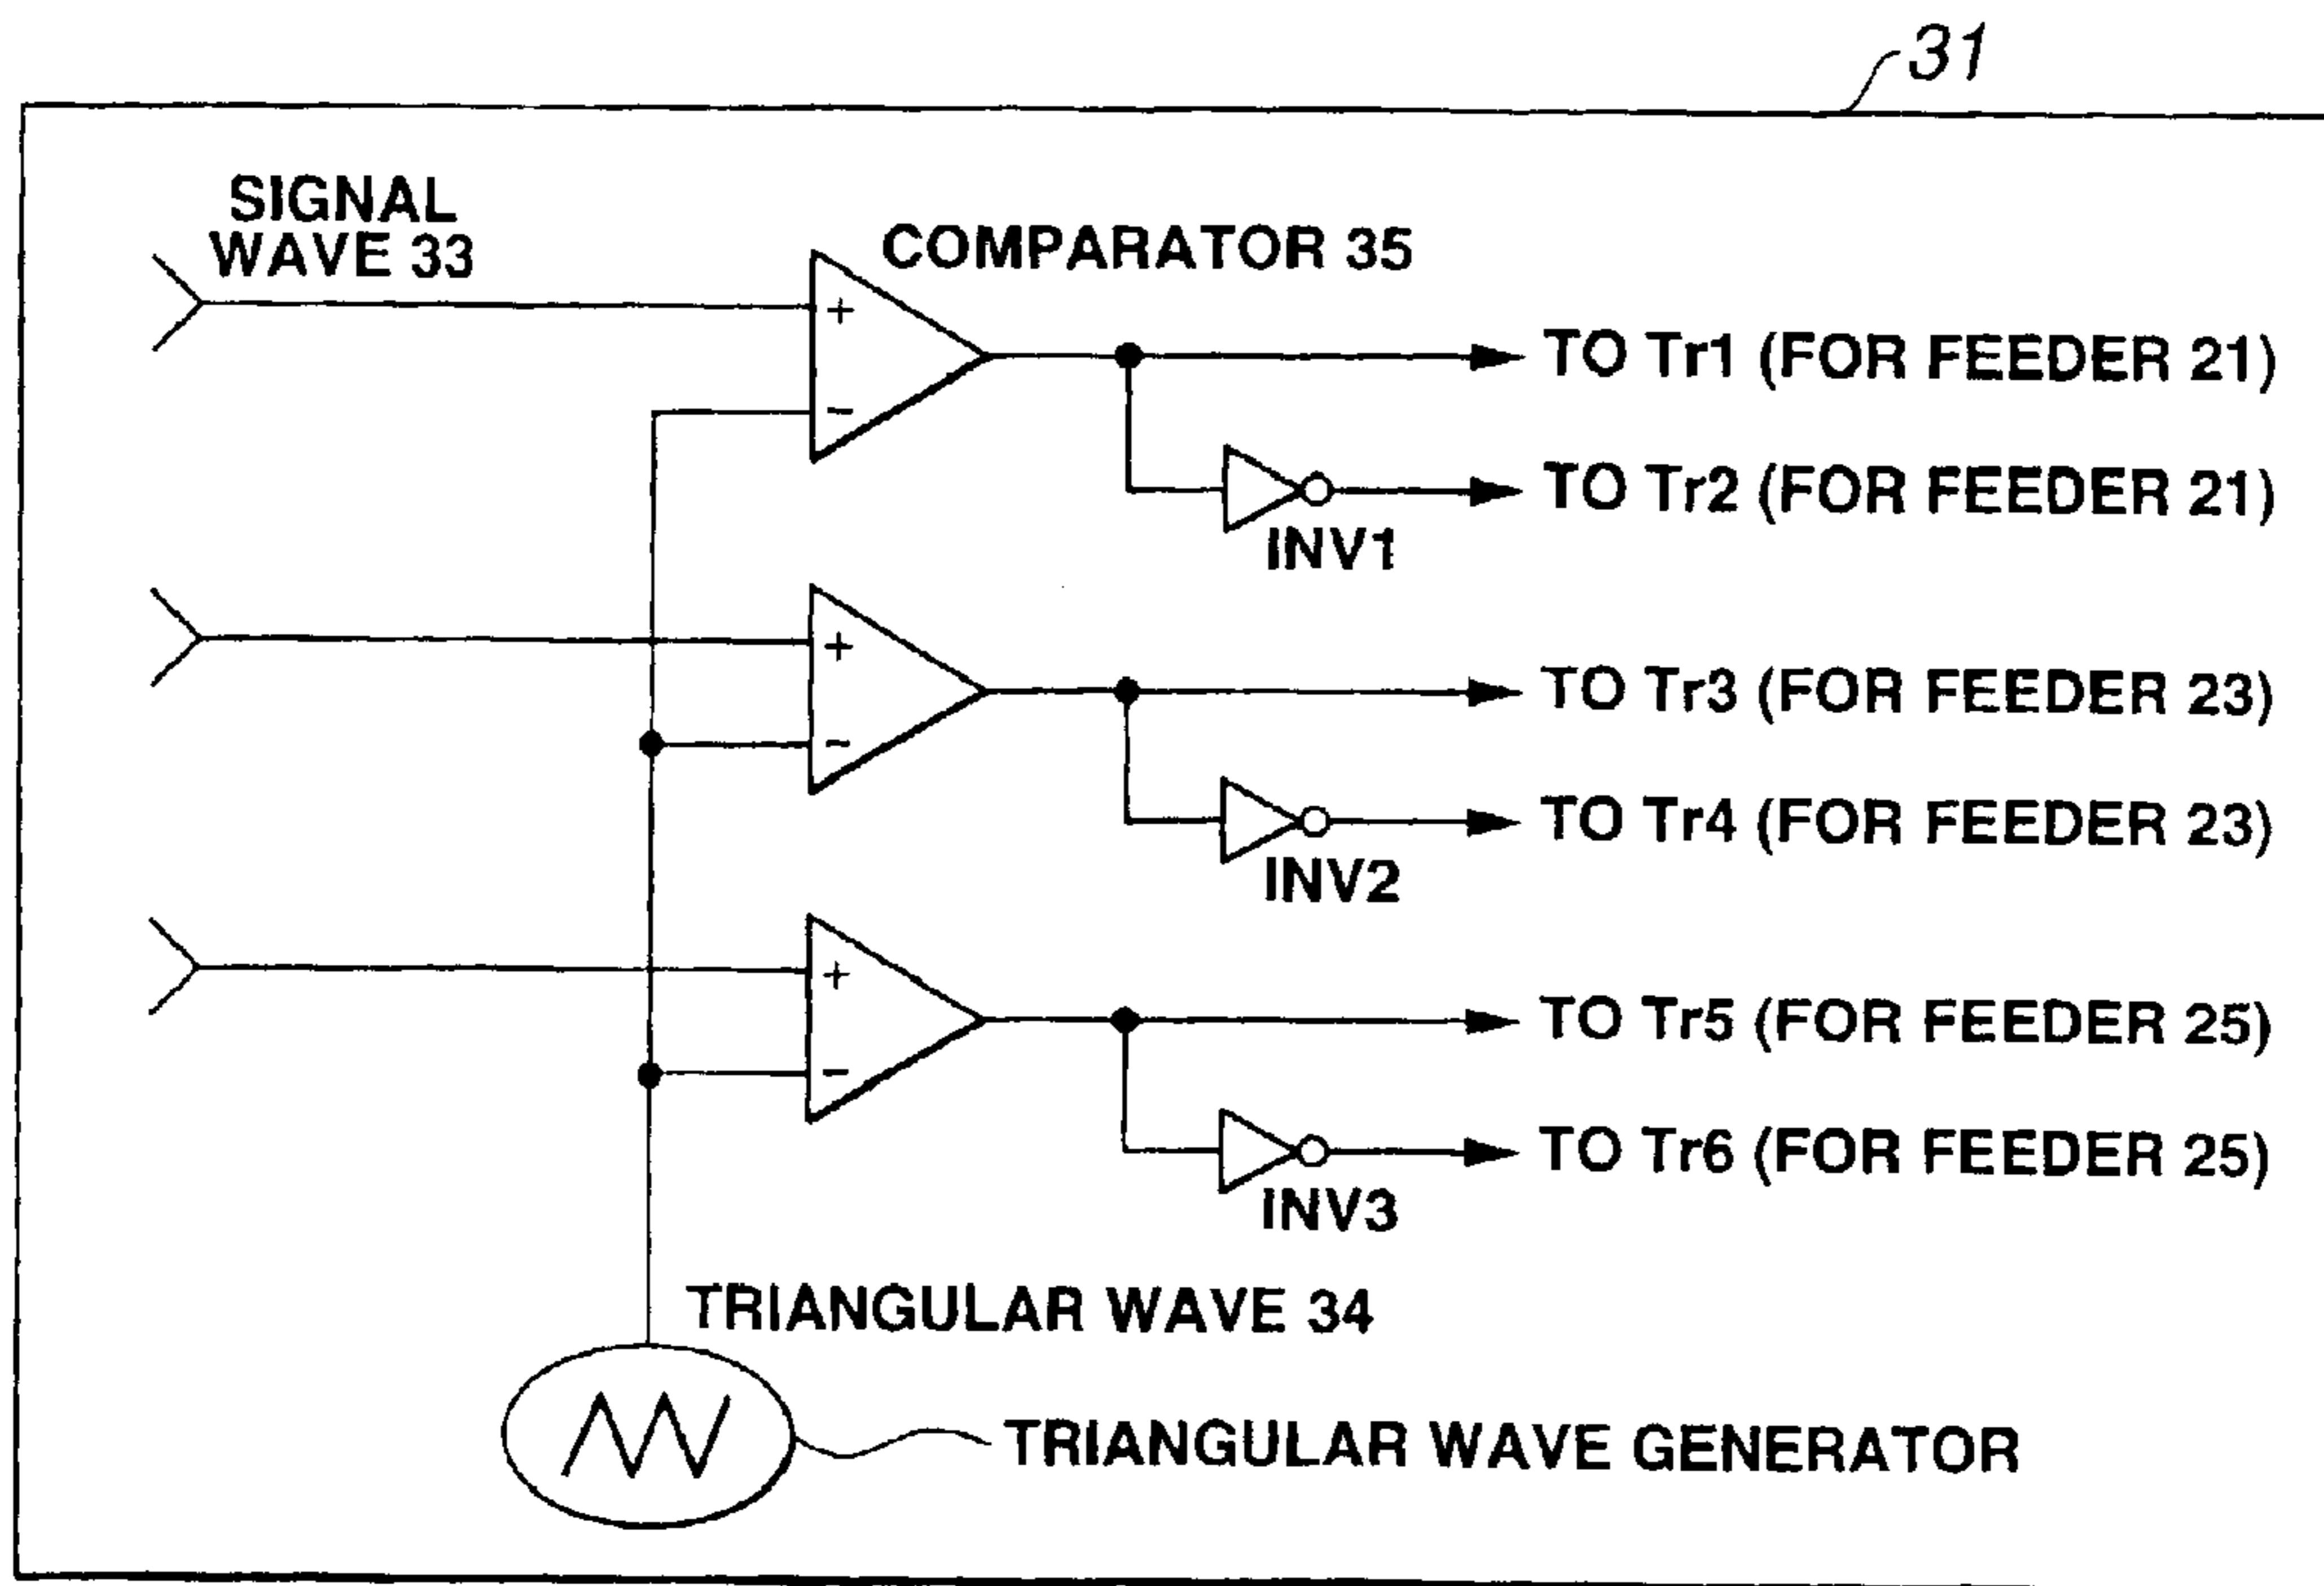 31
SIGNAL
WAVE 33
COMPARATOR 35
+
−
TO Tr1 (FOR FEEDER 21)
TO Tr2 (FOR FEEDER 21)
INV1
+
−
TO Tr3 (FOR FEEDER 23)
TO Tr4 (FOR FEEDER 23)
INV2
+
−
TO Tr5 (FOR FEEDER 25)
TO Tr6 (FOR FEEDER 25)
INV3
TRIANGULAR WAVE 34
TRIANGULAR WAVE GENERATOR